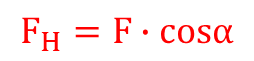 F_H = F · cosα